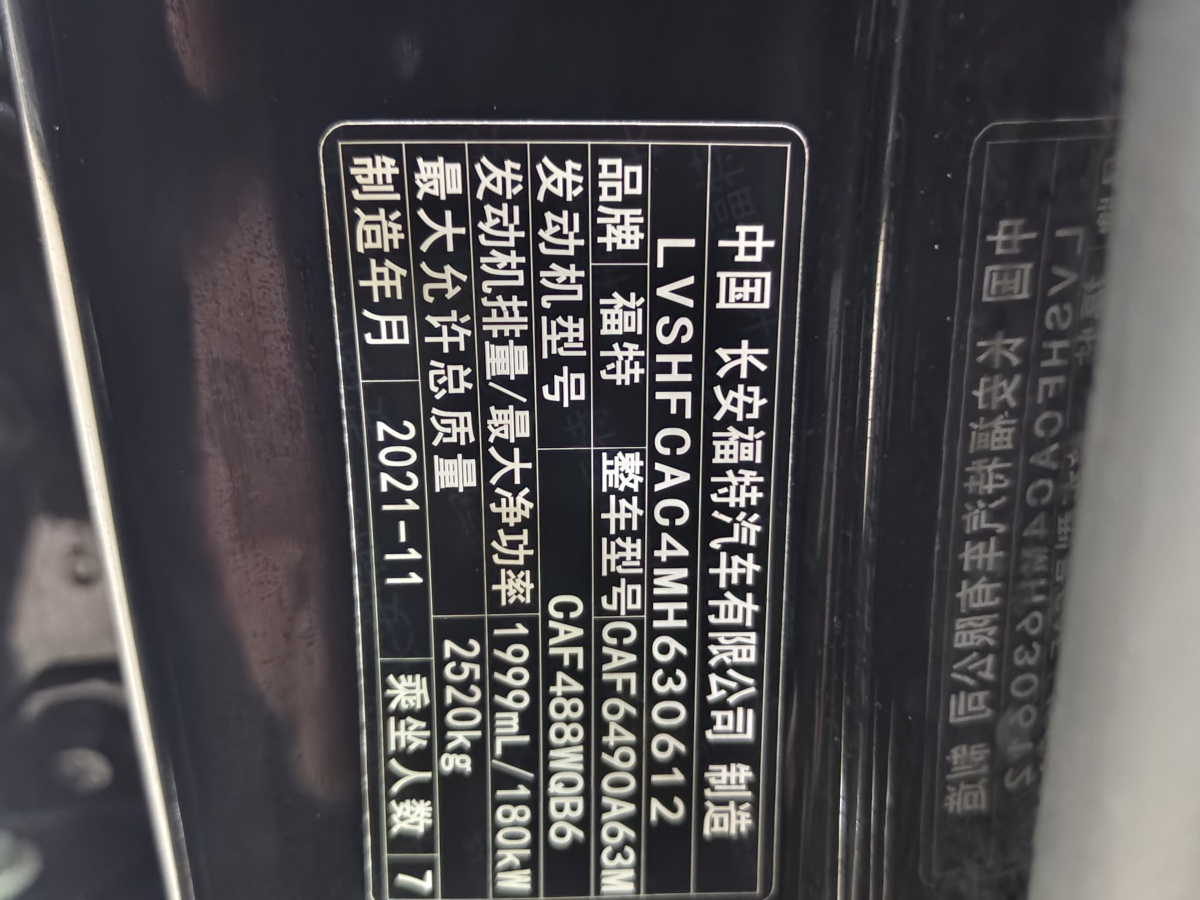 中国 长安福特汽车有限公司 制造
LVSHFCAC4MH630612
品牌 福特 整车型号 CAF6490A63M
发动机型号 CAF488WQB6
发动机排量/最大净功率 1999mL/180kW
最大允许总质量 2520kg
制造年月 2021-11 乘坐人数 7